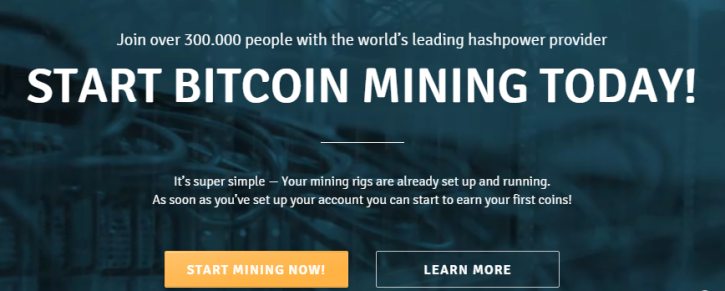 Join over 300.000 people with the world's leading hashpower provider
START BITCOIN MINING TODAY!
It's super simple — Your mining rigs are already set up and running.
As soon as you've set up your account you can start to earn your first coins!
START MINING NOW!
LEARN MORE